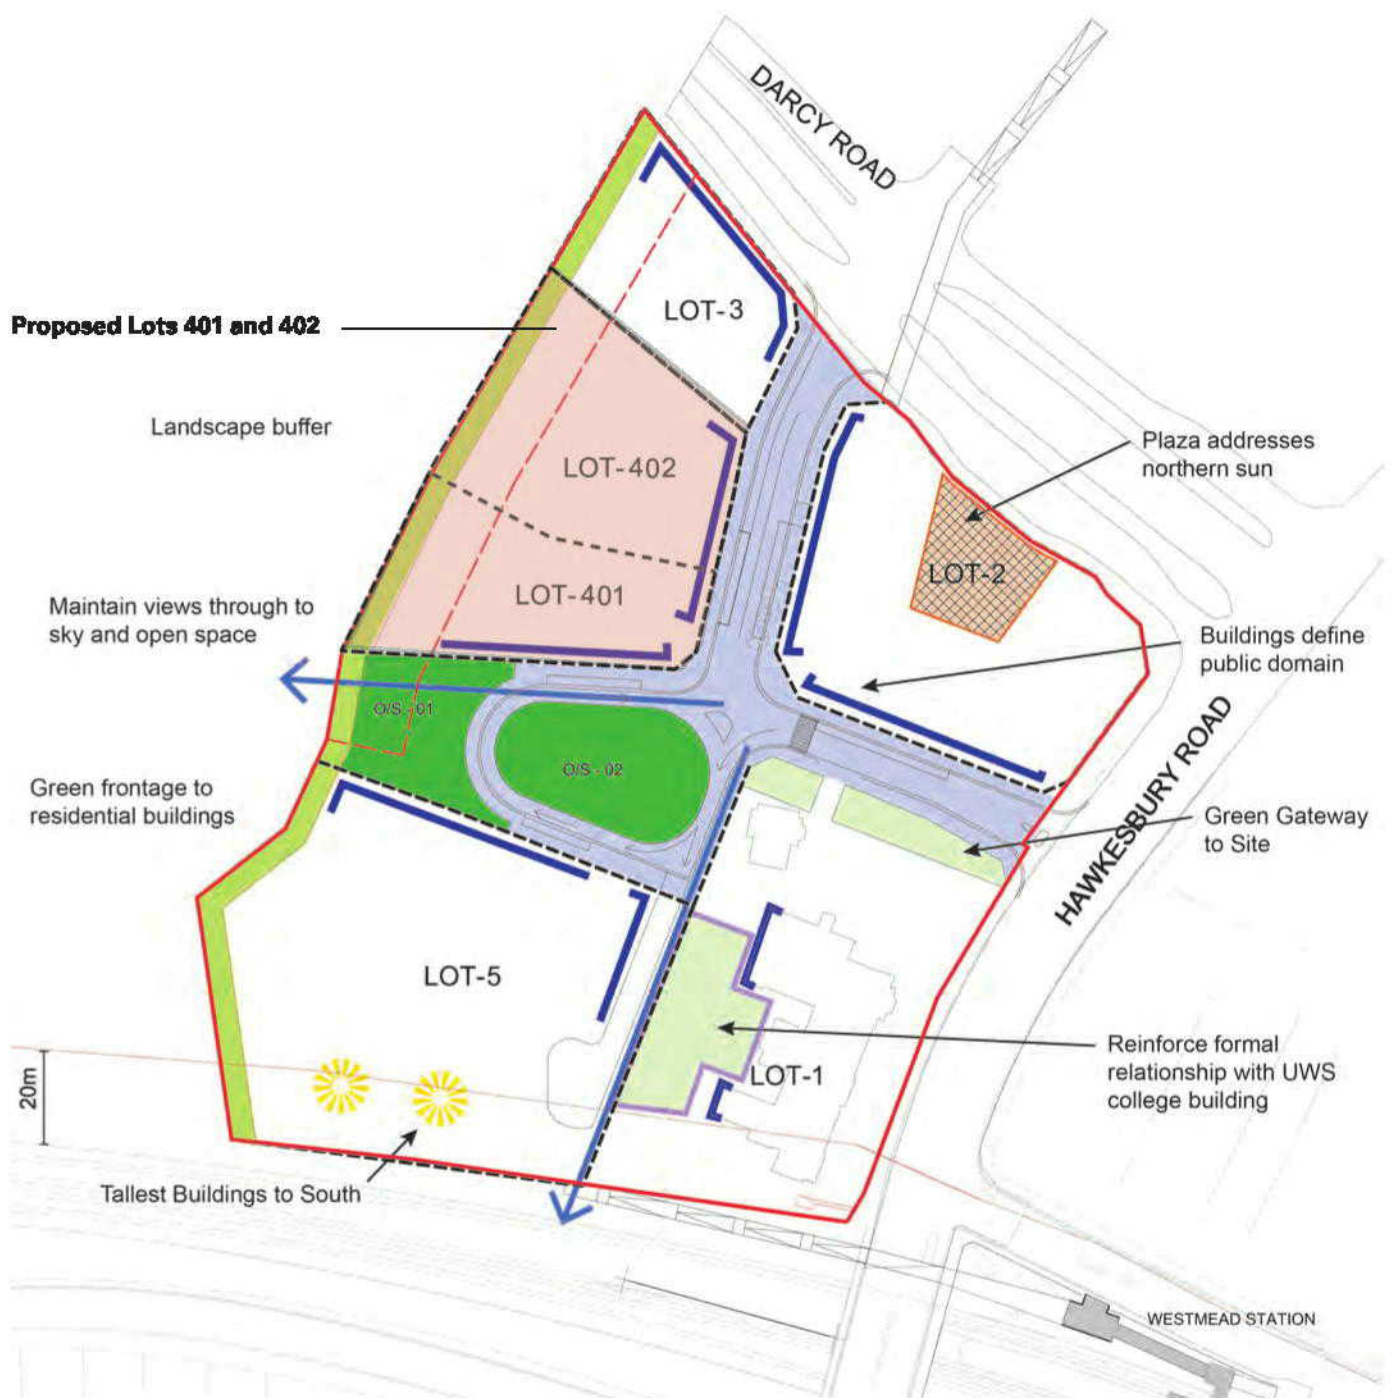 DARCY ROAD
LOT-3
Proposed Lots 401 and 402
Landscape buffer
Plaza addresses
northern sun
LOT-402
LOT-2
LOT-401
Maintain views through to
sky and open space
Buildings define
public domain
O/S - 01
O/S - 02
HAWKESBURY ROAD
Green frontage to
residential buildings
Green Gateway
to Site
LOT-5
Reinforce formal
relationship with UWS
college building
LOT-1
20m
Tallest Buildings to South
WESTMEAD STATION